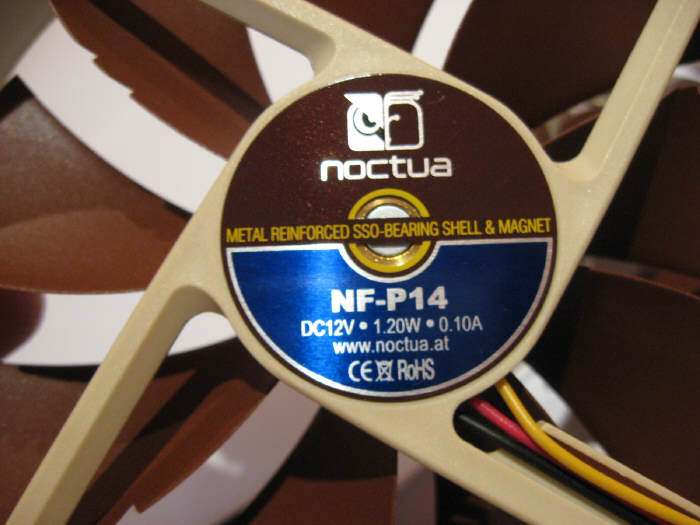 noctua
METAL REINFORCED SSO-BEARING SHELL & MAGNET
NF-P14
DC12V • 1.20W • 0.10A
www.noctua.at
CE RoHS